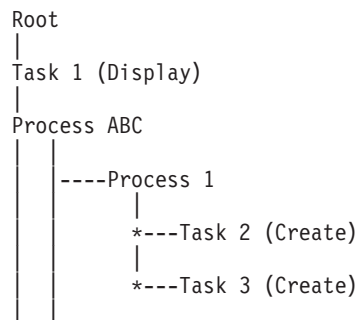 Root
|
Task 1 (Display)
|
Process ABC
|  |
|  |----Process 1
|  |      |
|  |      *---Task 2 (Create)
|  |      |
|  |      *---Task 3 (Create)
|  |